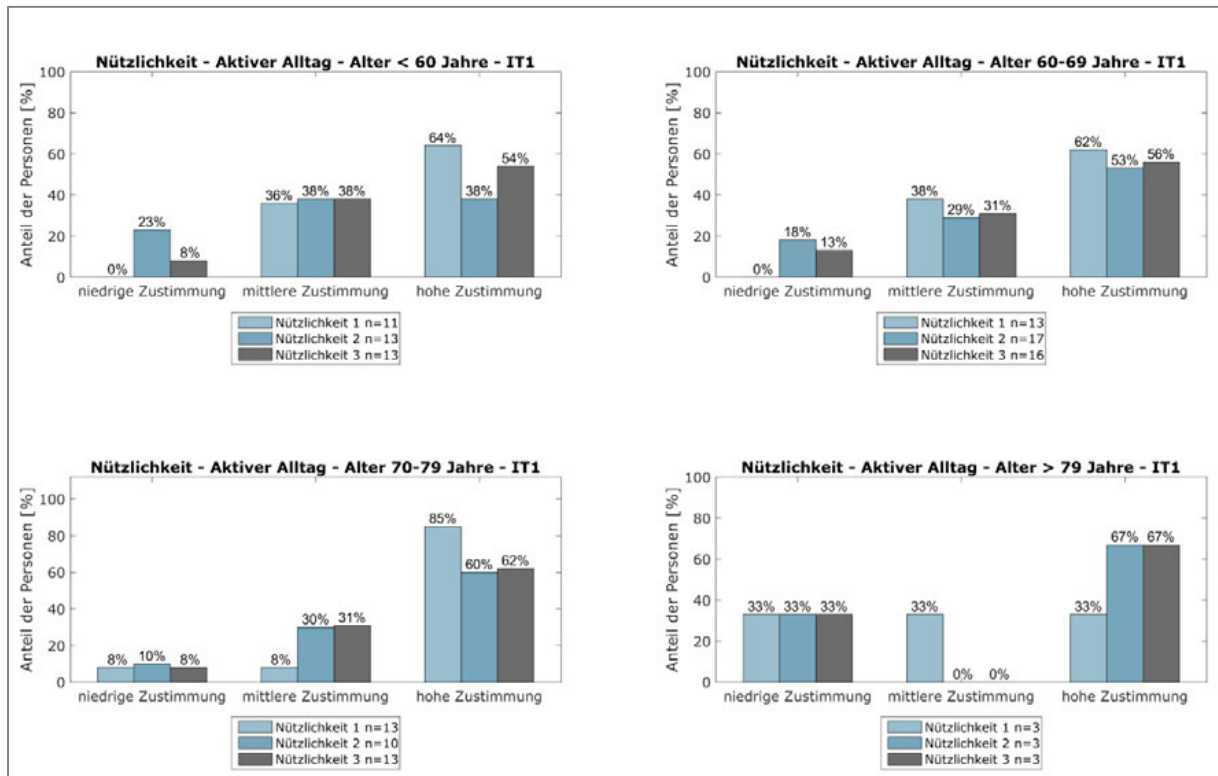 Nützlichkeit - Aktiver Alltag - Alter < 60 Jahre - IT1
Anteil der Personen [%]
100
80
60
40
20
0
0%
23%
8%
36%
38%
38%
64%
38%
54%
niedrige Zustimmung
mittlere Zustimmung
hohe Zustimmung
Nützlichkeit 1 n=11
Nützlichkeit 2 n=13
Nützlichkeit 3 n=13
Nützlichkeit - Aktiver Alltag - Alter 60-69 Jahre - IT1
Anteil der Personen [%]
100
80
60
40
20
0
0%
18%
13%
38%
29%
31%
62%
53%
56%
niedrige Zustimmung
mittlere Zustimmung
hohe Zustimmung
Nützlichkeit 1 n=13
Nützlichkeit 2 n=17
Nützlichkeit 3 n=16
Nützlichkeit - Aktiver Alltag - Alter 70-79 Jahre - IT1
Anteil der Personen [%]
100
80
60
40
20
0
8%
10%
8%
8%
30%
31%
85%
60%
62%
niedrige Zustimmung
mittlere Zustimmung
hohe Zustimmung
Nützlichkeit 1 n=13
Nützlichkeit 2 n=10
Nützlichkeit 3 n=13
Nützlichkeit - Aktiver Alltag - Alter > 79 Jahre - IT1
Anteil der Personen [%]
100
80
60
40
20
0
33%
33%
33%
33%
0%
0%
33%
67%
67%
niedrige Zustimmung
mittlere Zustimmung
hohe Zustimmung
Nützlichkeit 1 n=3
Nützlichkeit 2 n=3
Nützlichkeit 3 n=3